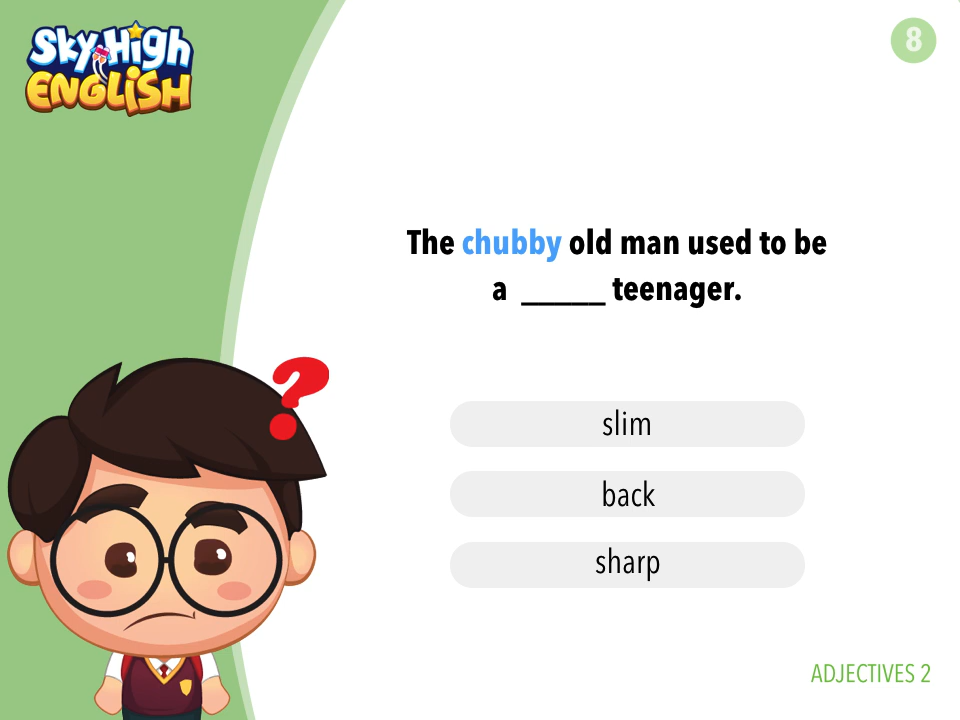 Sky High
ENGLISH
8
The chubby old man used to be
a _____ teenager.
slim
back
sharp
?
ADJECTIVES 2